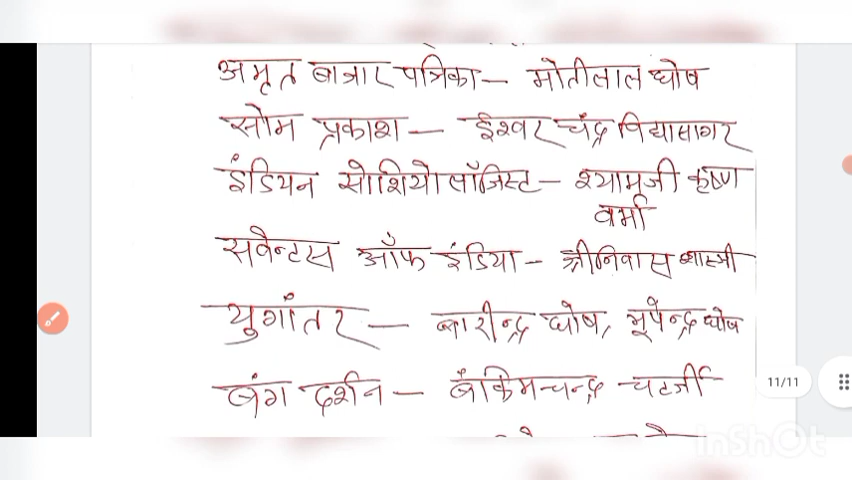 अमृत बाजार पत्रिका – मोतीलाल घोष
सोम प्रकाश – ईश्वर चंद्र विद्यासागर
इंडियन सोशियोलॉजिस्ट – श्यामजी कृष्ण
वर्मा
सर्वेन्टस ऑफ इंडिया – श्रीनिवास शास्त्री
युगांतर – बारीन्द्र घोष, भूपेन्द्र घोष
बंग दर्शन – बंकिमचन्द्र चटर्जी
11/11
InShOt